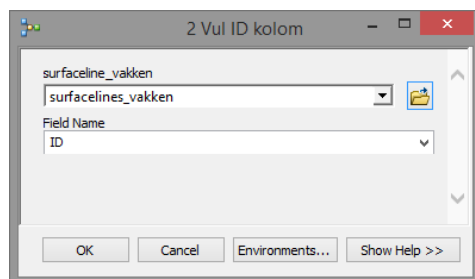 2 Vul ID kolom
surfaceline_vakken
surfacelines_vakken
Field Name
ID
OK Cancel Environments... Show Help >>